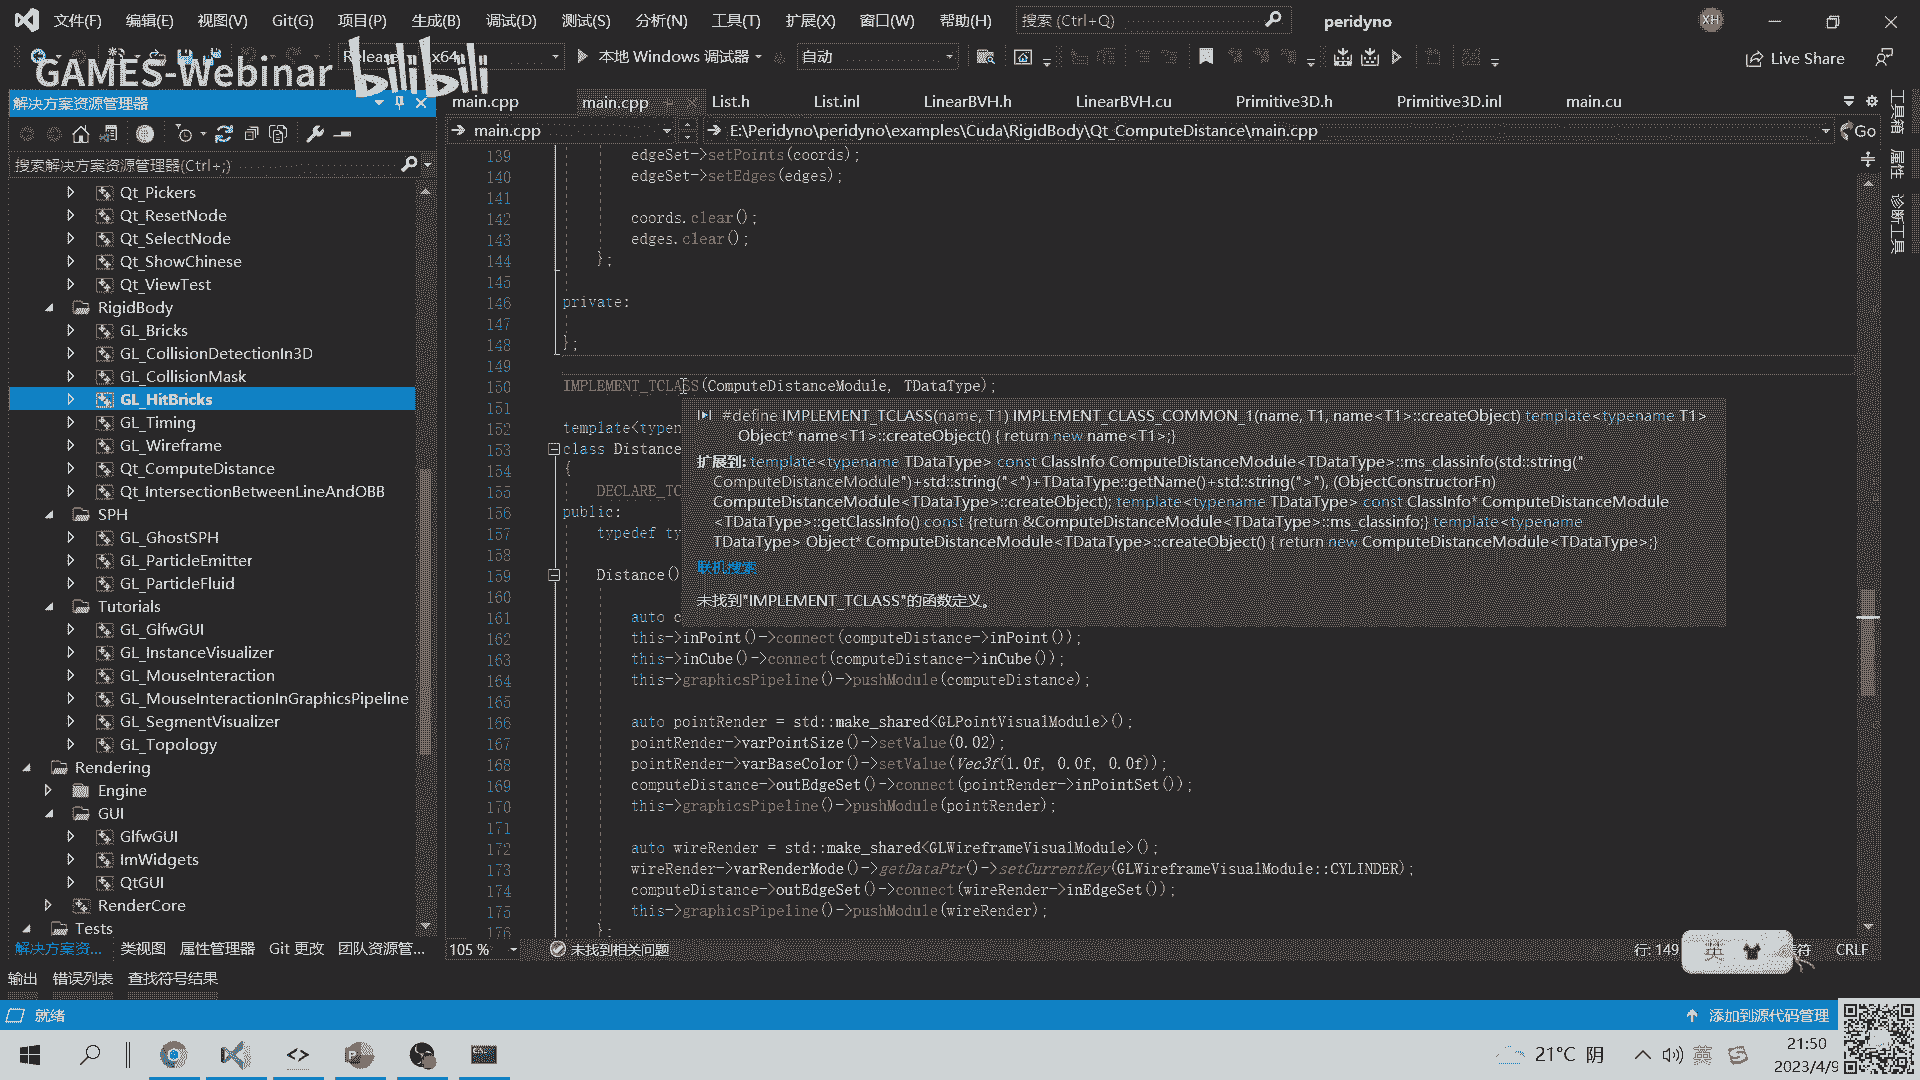 文件(F) 编辑(E) 视图(V) Git(G) 项目(P) 生成(B) 调试(D) 测试(S) 分析(N) 工具(T) 扩展(X) 窗口(W) 帮助(H) 搜索 (Ctrl+Q) peridyno XH
Release x64 本地 Windows 调试器 自动 Live Share
GAMES-Webinar bilibili
解决方案资源管理器
搜索解决方案资源管理器(Ctrl+;)
Qt_Pickers
Qt_ResetNode
Qt_SelectNode
Qt_ShowChinese
Qt_ViewTest
RigidBody
GL_Bricks
GL_CollisionDetectionIn3D
GL_CollisionMask
GL_HitBricks
GL_Timing
GL_Wireframe
Qt_ComputeDistance
Qt_IntersectionBetweenLineAndOBB
SPH
GL_GhostSPH
GL_ParticleEmitter
GL_ParticleFluid
Tutorials
GL_GlfwGUI
GL_InstanceVisualizer
GL_MouseInteraction
GL_MouseInteractionInGraphicsPipeline
GL_SegmentVisualizer
GL_Topology
Rendering
Engine
GUI
GlfwGUI
ImWidgets
QtGUI
RenderCore
Tests
解决方案资... 类视图 属性管理器 Git 更改 团队资源管...
main.cpp main.cpp List.h List.inl LinearBVH.h LinearBVH.cu Primitive3D.h Primitive3D.inl main.cu
main.cpp E:\Peridyno\peridyno\examples\Cuda\RigidBody\Qt_ComputeDistance\main.cpp Go
139 edgeSet->setPoints(coords);
140 edgeSet->setEdges(edges);
141
142 coords.clear();
143 edges.clear();
144 };
145
146 private:
147
148 };
149
150 IMPLEMENT_TCLASS(ComputeDistanceModule, TDataType);
151
152 template<typen
153 class Distance
154 {
155 DECLARE_TC
156 public:
157 typedef ty
158
159 Distance()
160
161 auto c
162 this->inPoint()->connect(computeDistance->inPoint());
163 this->inCube()->connect(computeDistance->inCube());
164 this->graphicsPipeline()->pushModule(computeDistance);
165
166 auto pointRender = std::make_shared<GLPointVisualModule>();
167 pointRender->varPointSize()->setValue(0.02);
168 pointRender->varBaseColor()->setValue(Vec3f(1.0f, 0.0f, 0.0f));
169 computeDistance->outEdgeSet()->connect(pointRender->inPointSet());
170 this->graphicsPipeline()->pushModule(pointRender);
171
172 auto wireRender = std::make_shared<GLWireframeVisualModule>();
173 wireRender->varRenderMode()->getDataPtr()->setCurrentKey(GLWireframeVisualModule::CYLINDER);
174 computeDistance->outEdgeSet()->connect(wireRender->inEdgeSet());
175 this->graphicsPipeline()->pushModule(wireRender);
176 };
#define IMPLEMENT_TCLASS(name, T1) IMPLEMENT_CLASS_COMMON_1(name, T1, name<T1>::createObject) template<typename T1>
Object* name<T1>::createObject() { return new name<T1>;}
扩展到: template<typename TDataType> const ClassInfo ComputeDistanceModule<TDataType>::ms_classinfo(std::string("
ComputeDistanceModule")+std::string("<")+TDataType::getName()+std::string(">"), (ObjectConstructorFn)
ComputeDistanceModule<TDataType>::createObject); template<typename TDataType> const ClassInfo* ComputeDistanceModule
<TDataType>::getClassInfo() const {return &ComputeDistanceModule<TDataType>::ms_classinfo;} template<typename
TDataType> Object* ComputeDistanceModule<TDataType>::createObject() { return new ComputeDistanceModule<TDataType>;}
联机搜索
未找到"IMPLEMENT_TCLASS"的函数定义。
工具箱
属性
诊断工具
105 % 未找到相关问题 行: 149 英 符 CRLF
输出 错误列表 查找符号结果
就绪 添加到源代码管理
21°C 阴 英 21:50
2023/4/9